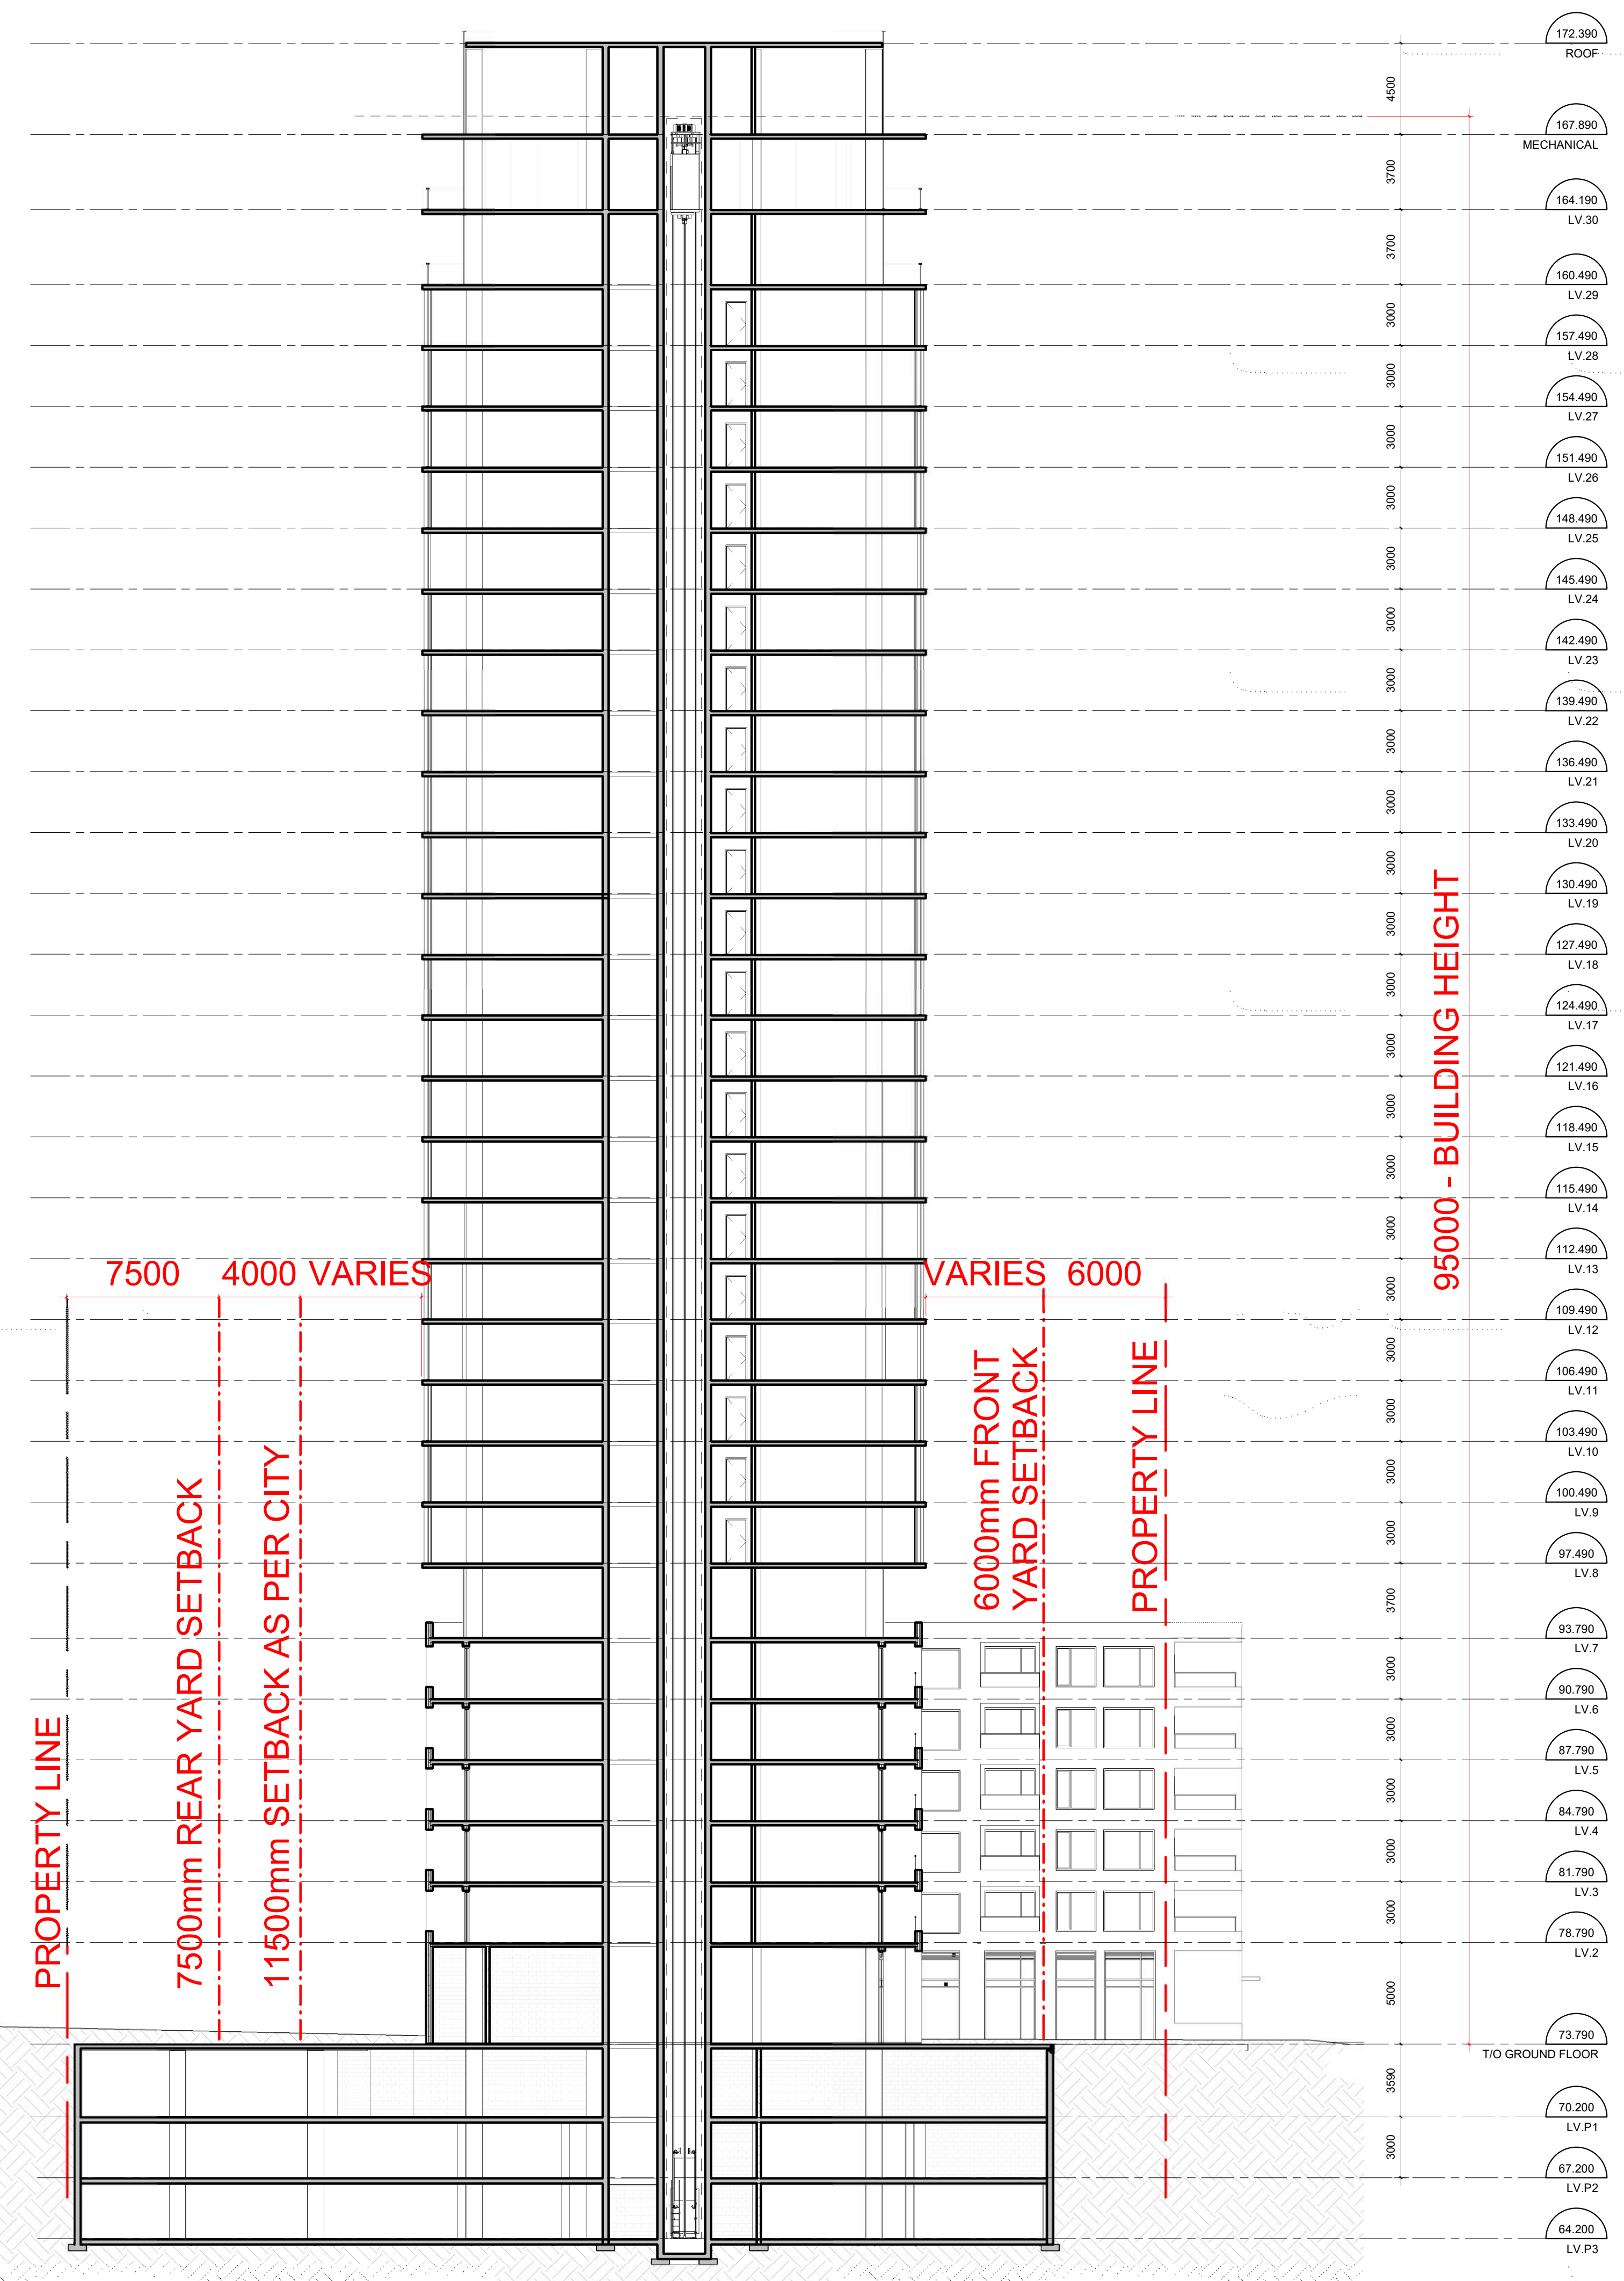 172.390
ROOF
4500
167.890
MECHANICAL
3700
164.190
LV.30
3700
160.490
LV.29
3000
157.490
LV.28
3000
154.490
LV.27
3000
151.490
LV.26
3000
148.490
LV.25
3000
145.490
LV.24
3000
142.490
LV.23
3000
139.490
LV.22
3000
136.490
LV.21
3000
133.490
LV.20
3000
130.490
LV.19
3000
127.490
LV.18
3000
124.490
LV.17
3000
121.490
LV.16
3000
118.490
LV.15
3000
115.490
LV.14
3000
112.490
LV.13
3000
109.490
LV.12
3000
106.490
LV.11
3000
103.490
LV.10
3000
100.490
LV.9
3000
97.490
LV.8
3700
93.790
LV.7
3000
90.790
LV.6
3000
87.790
LV.5
3000
84.790
LV.4
3000
81.790
LV.3
3000
78.790
LV.2
5000
73.790
T/O GROUND FLOOR
3590
70.200
LV.P1
3000
67.200
LV.P2
64.200
LV.P3
95000 - BUILDING HEIGHT
7500 4000 VARIES
VARIES 6000
PROPERTY LINE
7500mm REAR YARD SETBACK
11500mm SETBACK AS PER CITY
6000mm FRONT
YARD SETBACK
PROPERTY LINE